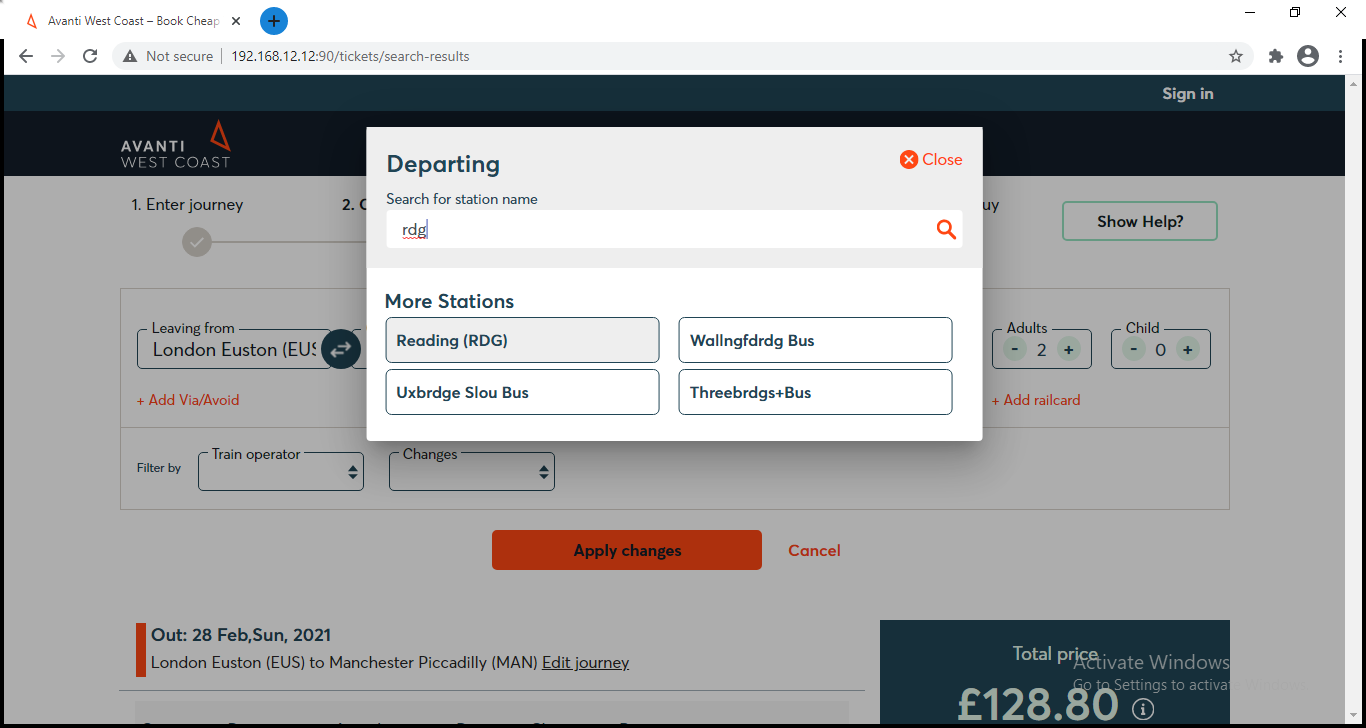 Avanti West Coast – Book Cheap
Not secure
192.168.12.12:90/tickets/search-results
Sign in
AVANTI
WEST COAST
Departing
Close
Search for station name
rdg
1. Enter journey
2. C
uy
Show Help?
More Stations
Reading (RDG)
Wallngfdrdg Bus
Uxbrdge Slou Bus
Threebrdgs+Bus
Leaving from
London Euston (EUS
Adults
- 2 +
Child
- 0 +
+ Add Via/Avoid
+ Add railcard
Filter by
Train operator
Changes
Apply changes
Cancel
Out: 28 Feb,Sun, 2021
London Euston (EUS) to Manchester Piccadilly (MAN) Edit journey
Total price
£128.80
Activate Windows
Go to Settings to activate Windows.